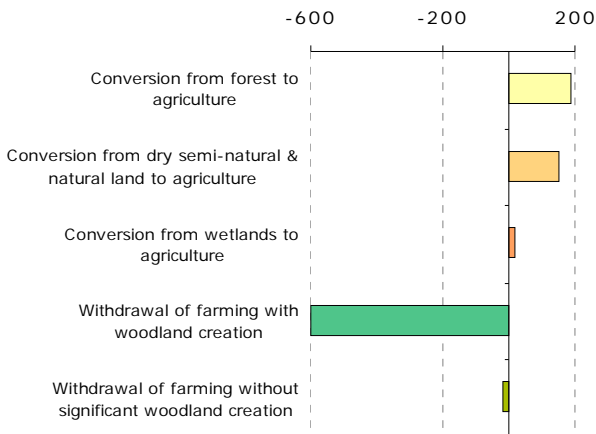 -600 -200 200
Conversion from forest to
agriculture
Conversion from dry semi-natural &
natural land to agriculture
Conversion from wetlands to
agriculture
Withdrawal of farming with
woodland creation
Withdrawal of farming without
significant woodland creation